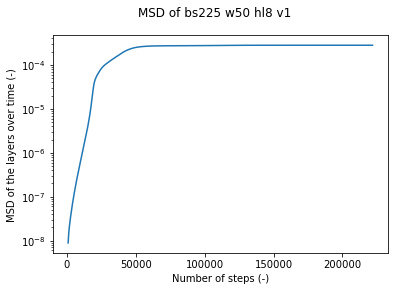 MSD of bs225 w50 hl8 v1
MSD of the layers over time (-)
10⁻⁴
10⁻⁵
10⁻⁶
10⁻⁷
10⁻⁸
0 50000 100000 150000 200000
Number of steps (-)